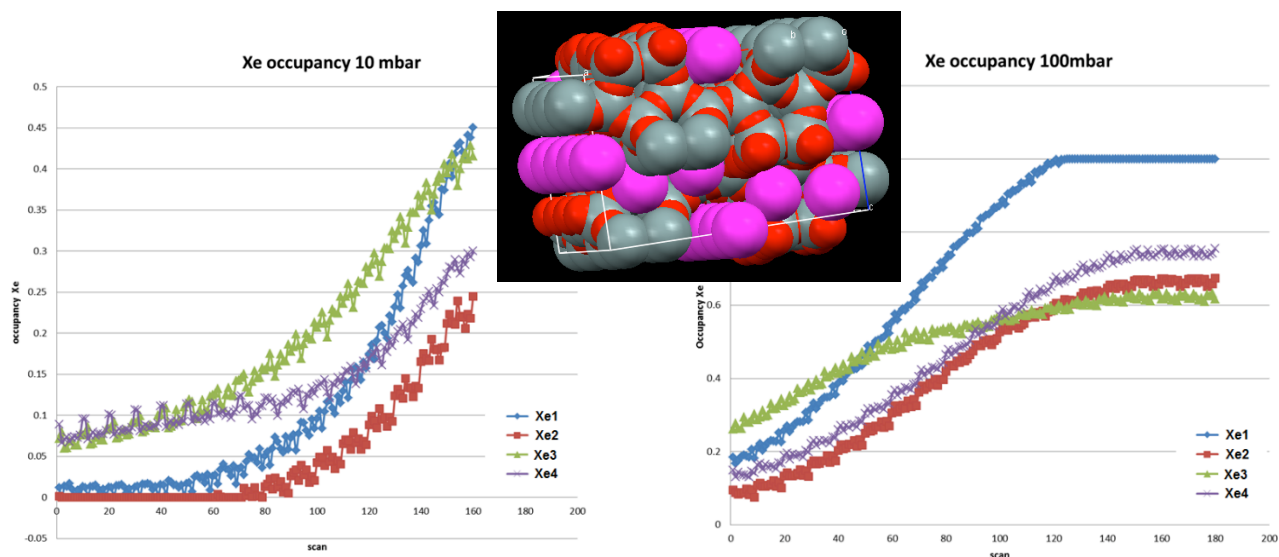 Xe occupancy 10 mbar
0.5
0.45
0.4
0.35
0.3
0.25
0.2
0.15
0.1
0.05
0
-0.05
occupancy Xe
0
20
40
60
80
100
120
140
160
180
200
scan
Xe1
Xe2
Xe3
Xe4
a
b
o
c
Xe occupancy 100mbar
0.6
0.4
0.2
0
Occupancy Xe
0
20
40
60
80
100
120
140
160
180
200
scan
Xe1
Xe2
Xe3
Xe4